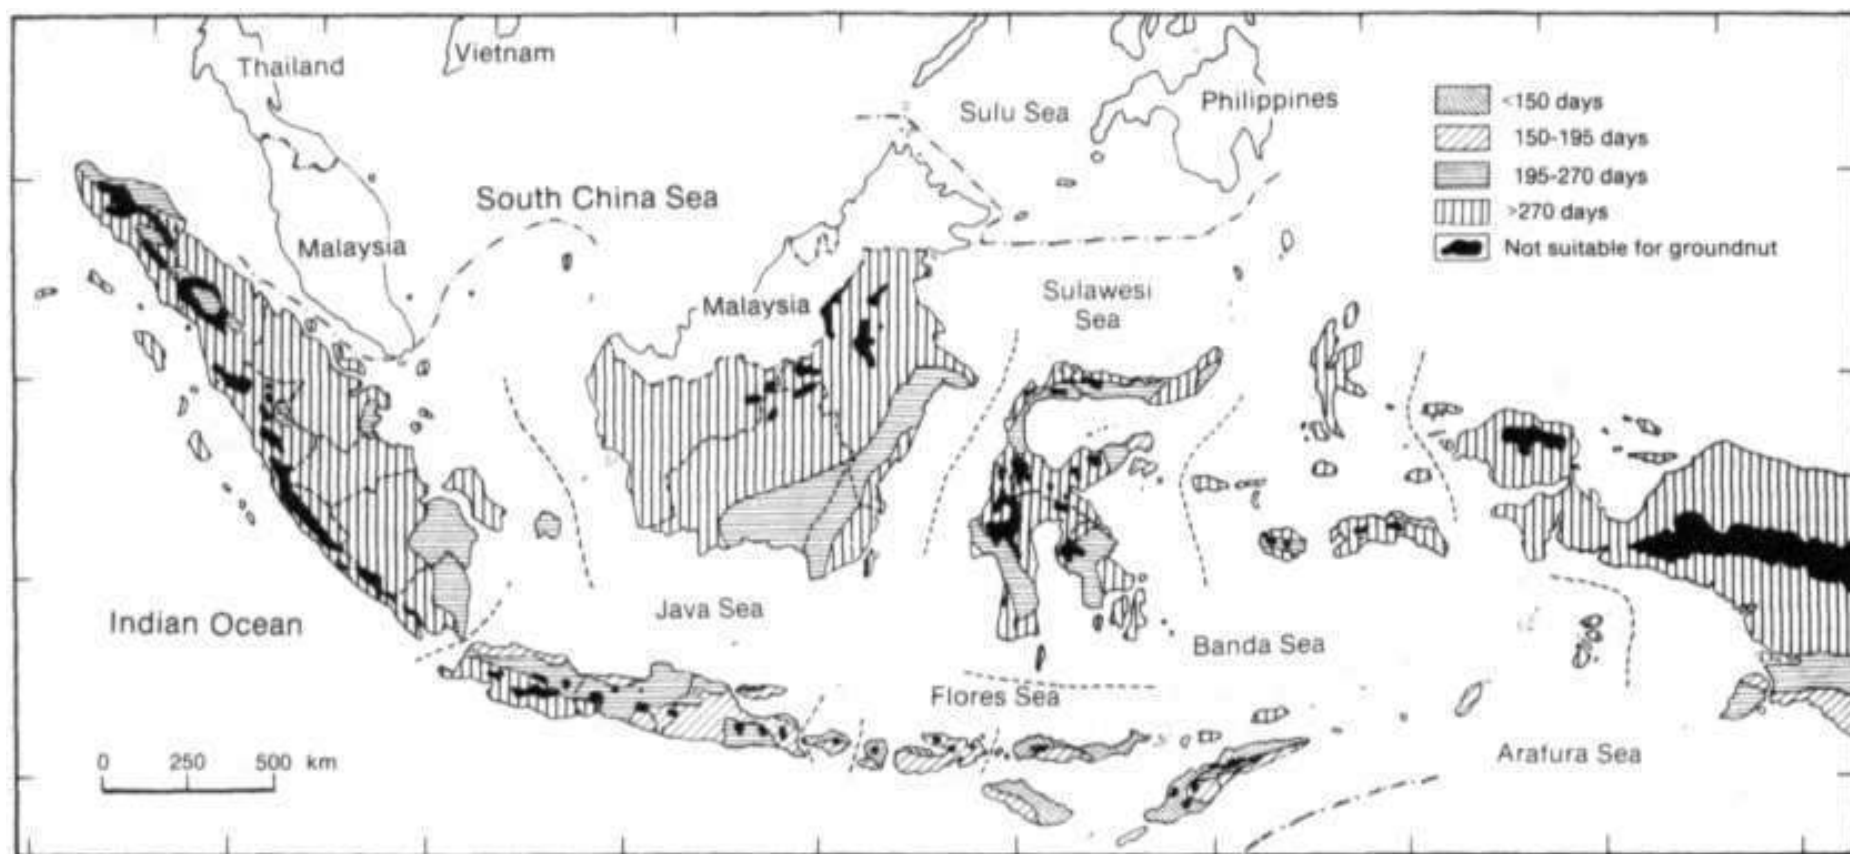 Thailand
Vietnam
Sulu Sea
Philippines
<150 days
150-195 days
195-270 days
>270 days
Not suitable for groundnut
South China Sea
Malaysia
Malaysia
Sulawesi
Sea
Indian Ocean
Java Sea
Banda Sea
Flores Sea
Arafura Sea
0 250 500 km